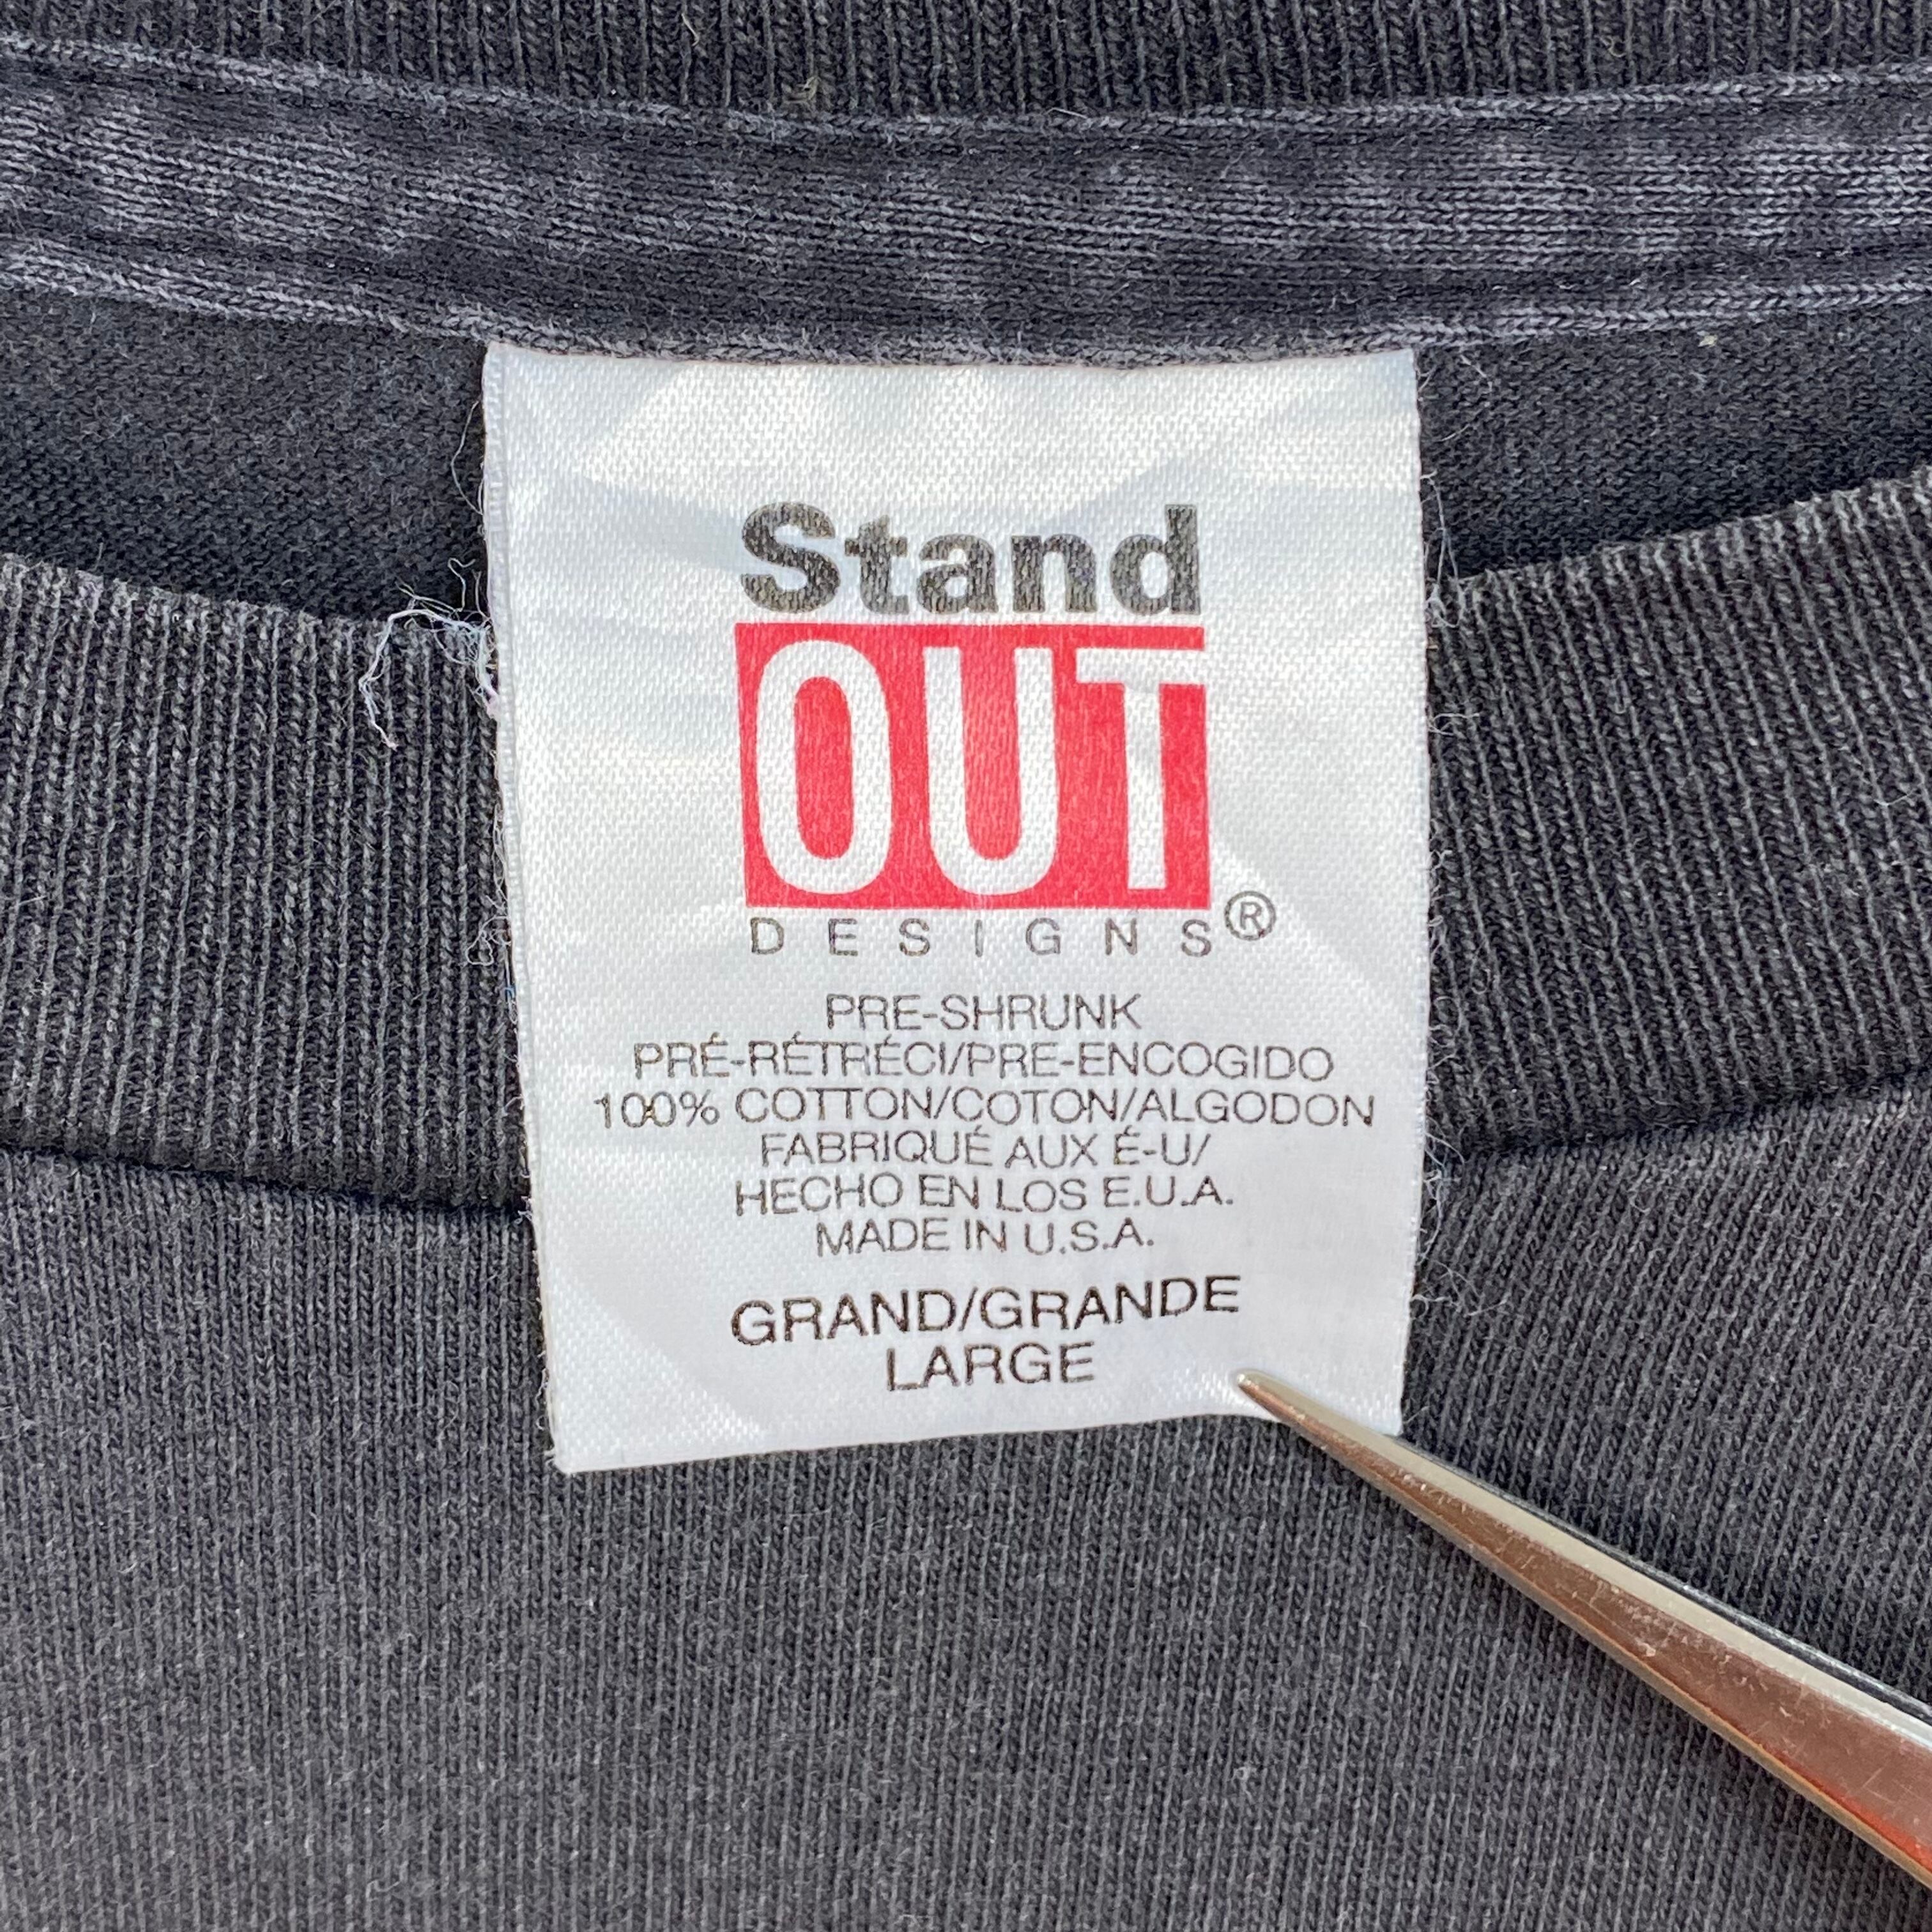 Stand
OUT
DESIGNS®
PRE-SHRUNK
PRÉ-RÉTRÉCI/PRE-ENCOGIDO
100% COTTON/COTON/ALGODON
FABRIQUÉ AUX É-U/
HECHO EN LOS E.U.A.
MADE IN U.S.A.
GRAND/GRANDE
LARGE